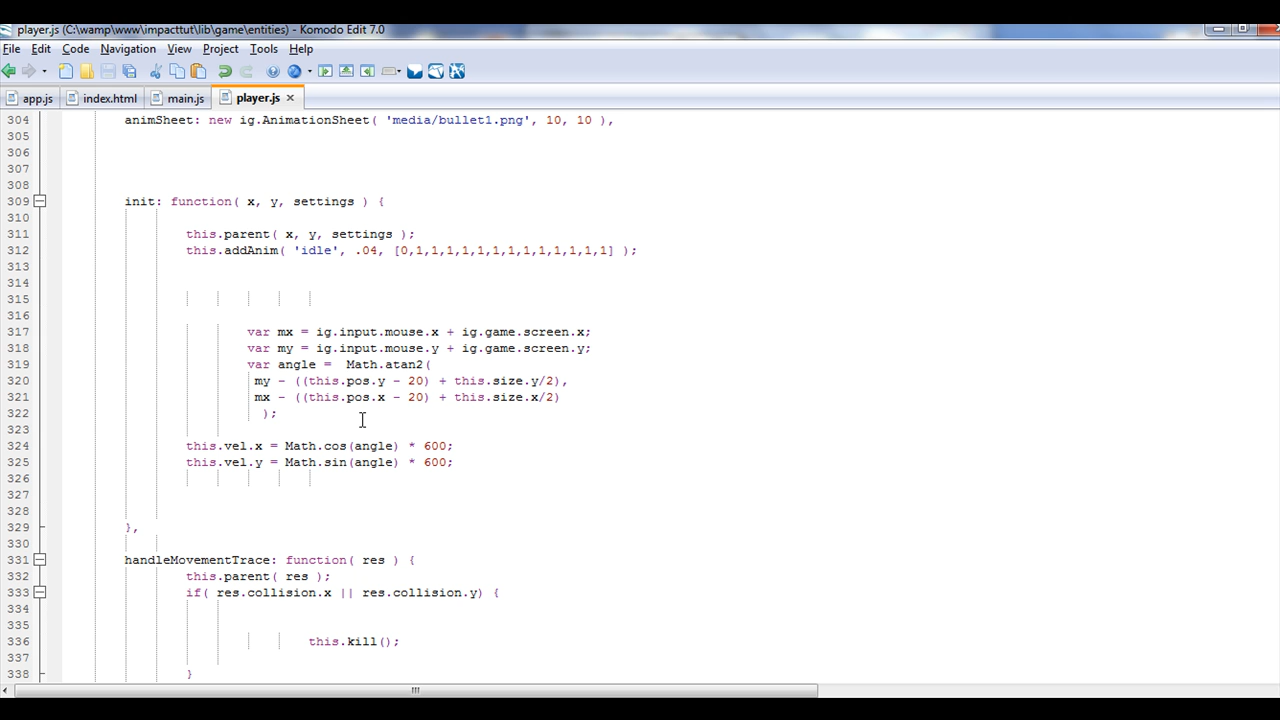 player.js (C:\wamp\www\impacttut\lib\game\entities) - Komodo Edit 7.0
File Edit Code Navigation View Project Tools Help
app.js index.html main.js player.js
304 animSheet: new ig.AnimationSheet( 'media/bullet1.png', 10, 10 ),
305
306
307
308
309 init: function( x, y, settings ) {
310
311 this.parent( x, y, settings );
312 this.addAnim( 'idle', .04, [0,1,1,1,1,1,1,1,1,1,1,1,1,1] );
313
314
315
316
317 var mx = ig.input.mouse.x + ig.game.screen.x;
318 var my = ig.input.mouse.y + ig.game.screen.y;
319 var angle =  Math.atan2(
320 my - ((this.pos.y - 20) + this.size.y/2),
321 mx - ((this.pos.x - 20) + this.size.x/2)
322 );
323
324 this.vel.x = Math.cos(angle) * 600;
325 this.vel.y = Math.sin(angle) * 600;
326
327
328
329 },
330
331 handleMovementTrace: function( res ) {
332 this.parent( res );
333 if( res.collision.x || res.collision.y) {
334
335
336 this.kill();
337
338 }